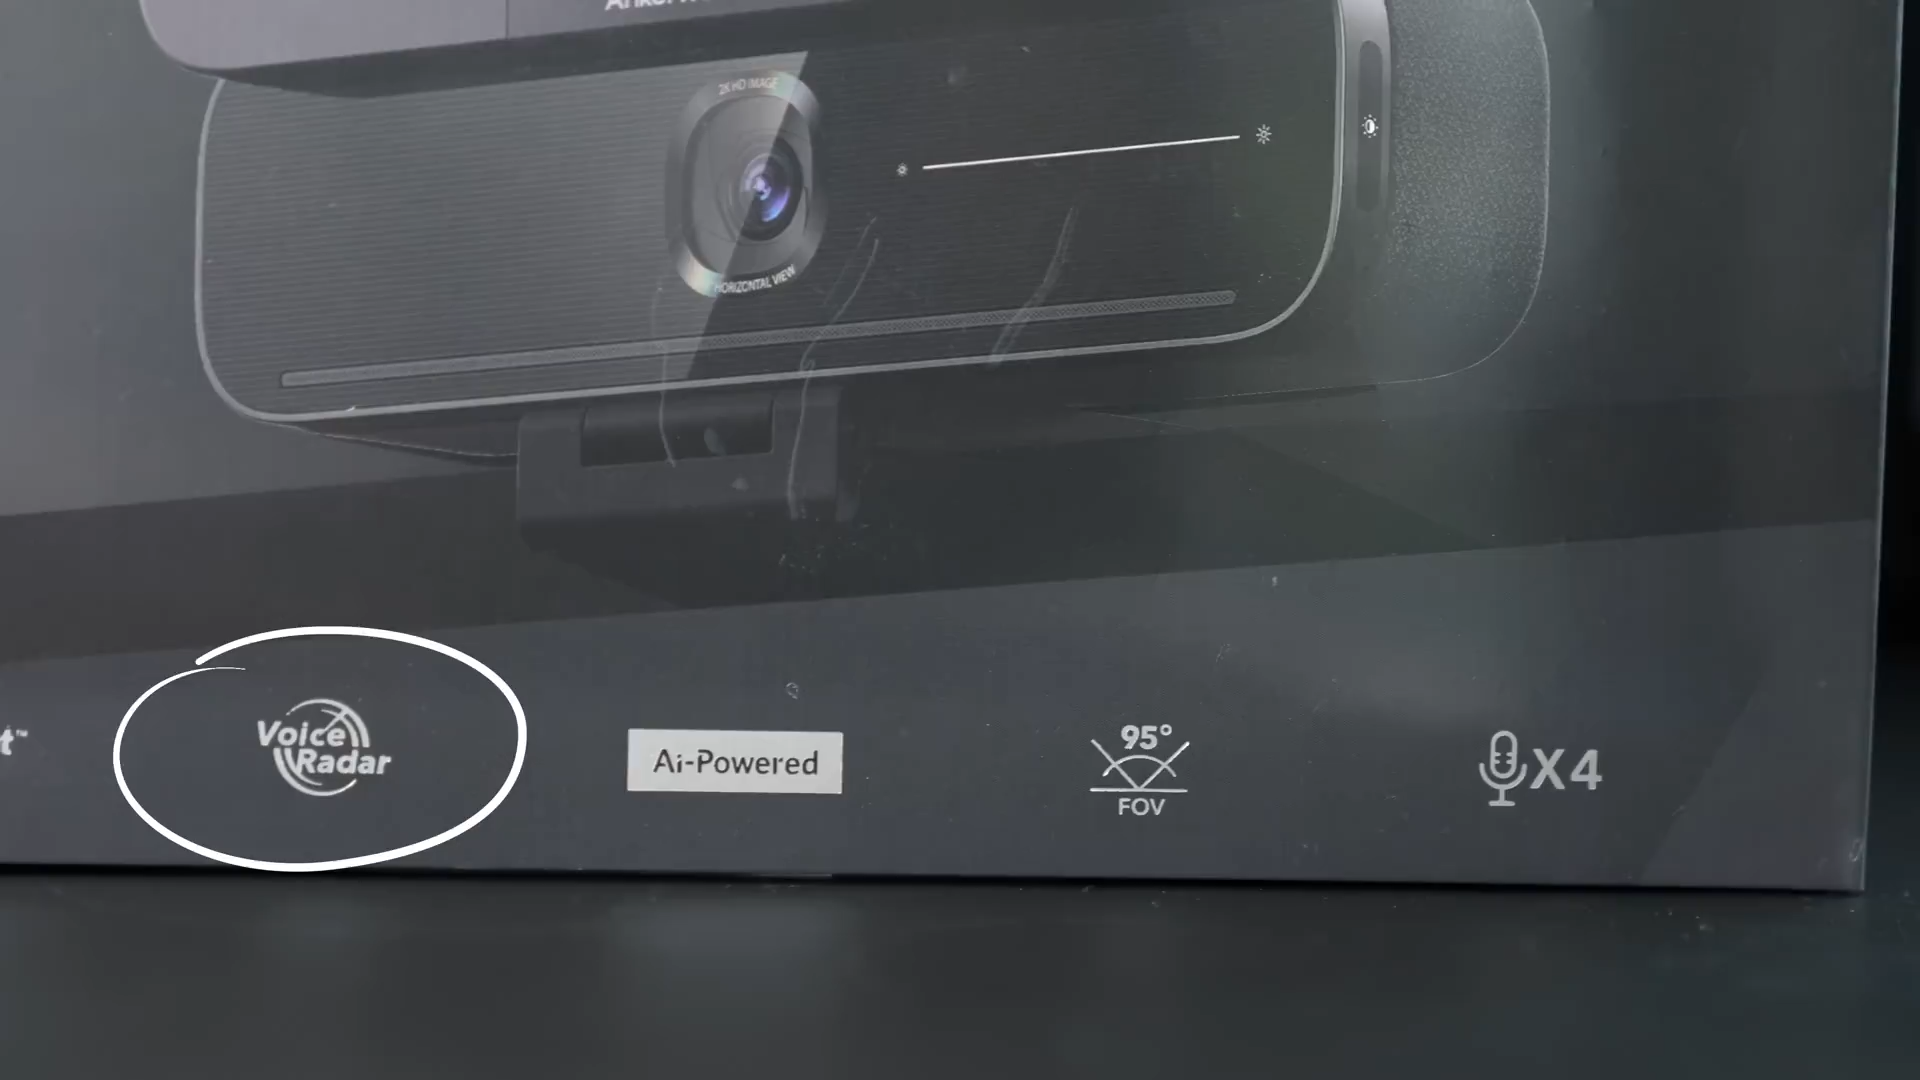 2K HD IMAGE
HORIZONTAL VIEW
Voice
Radar
Ai-Powered
95°
FOV
X4